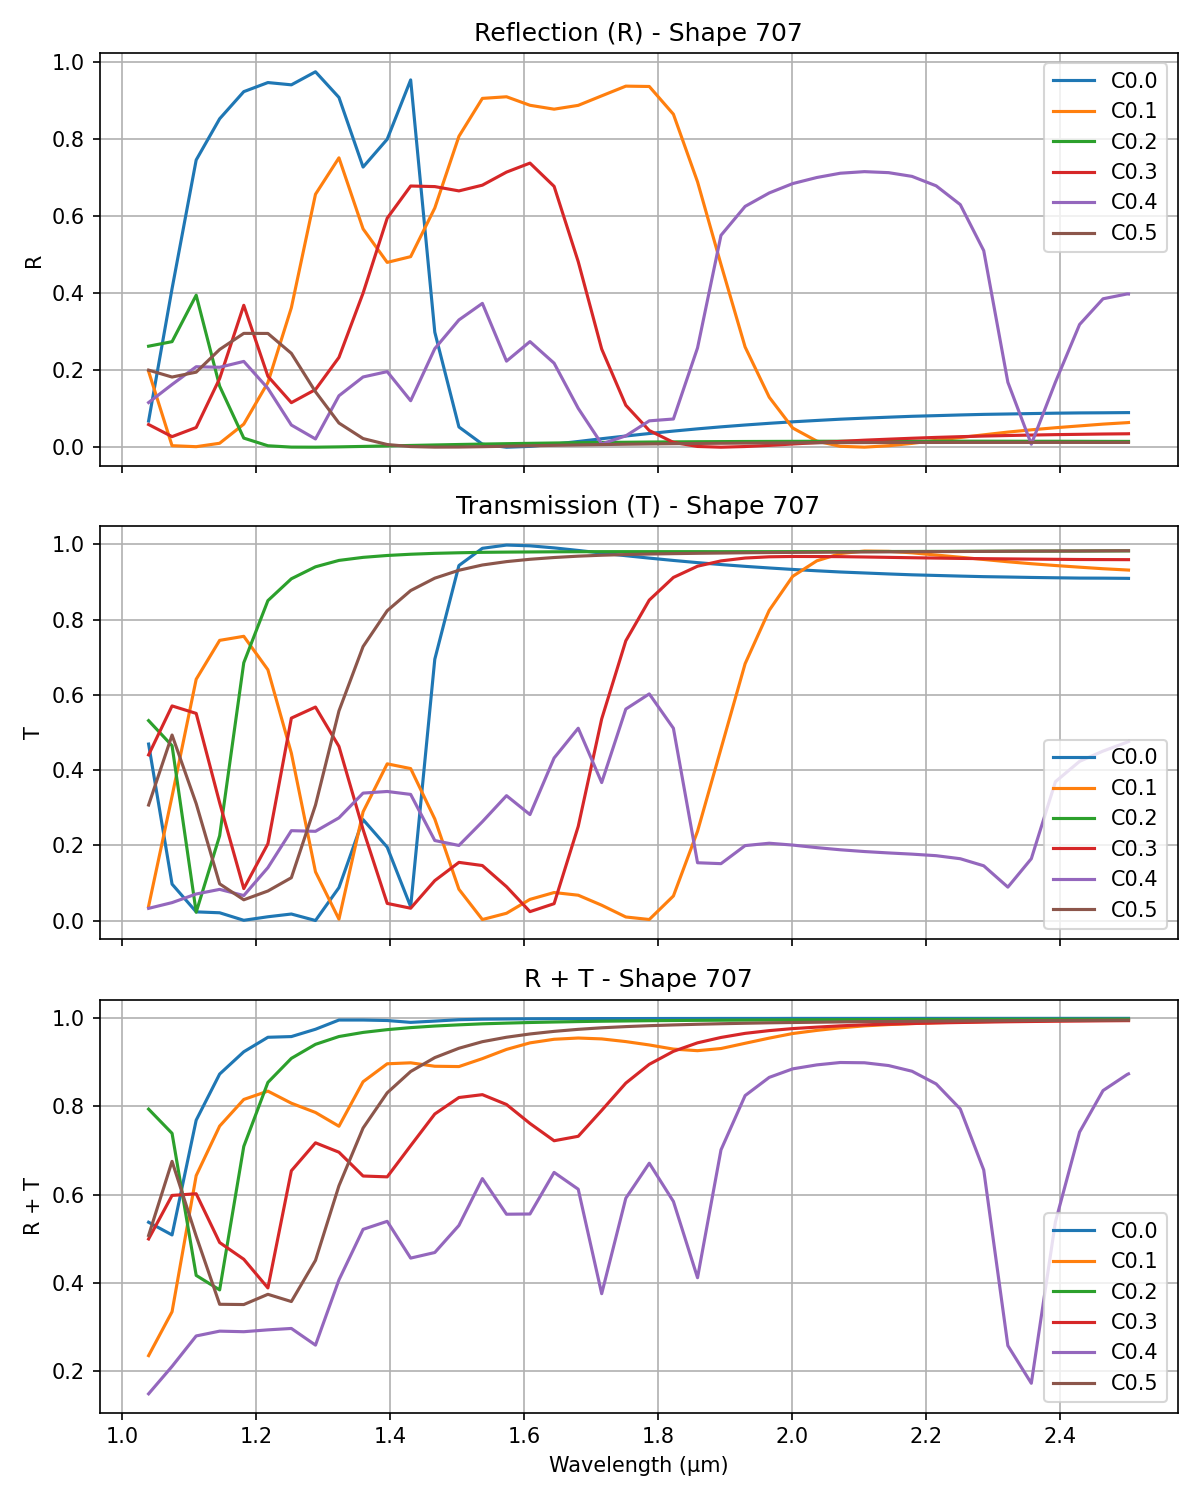 Reflection (R) - Shape 707
1.0
0.8
0.6
0.4
0.2
0.0
R
C0.0
C0.1
C0.2
C0.3
C0.4
C0.5
Transmission (T) - Shape 707
1.0
0.8
0.6
0.4
0.2
0.0
T
C0.0
C0.1
C0.2
C0.3
C0.4
C0.5
R + T - Shape 707
1.0
0.8
0.6
0.4
0.2
R + T
C0.0
C0.1
C0.2
C0.3
C0.4
C0.5
1.0 1.2 1.4 1.6 1.8 2.0 2.2 2.4
Wavelength (μm)